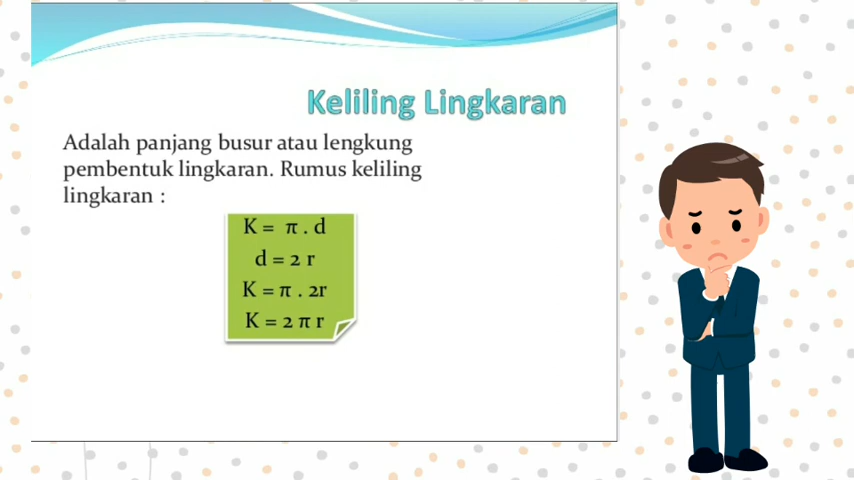 Keliling Lingkaran
Adalah panjang busur atau lengkung
pembentuk lingkaran. Rumus keliling
lingkaran :
K = π . d
d = 2 r
K = π . 2r
K = 2 π r